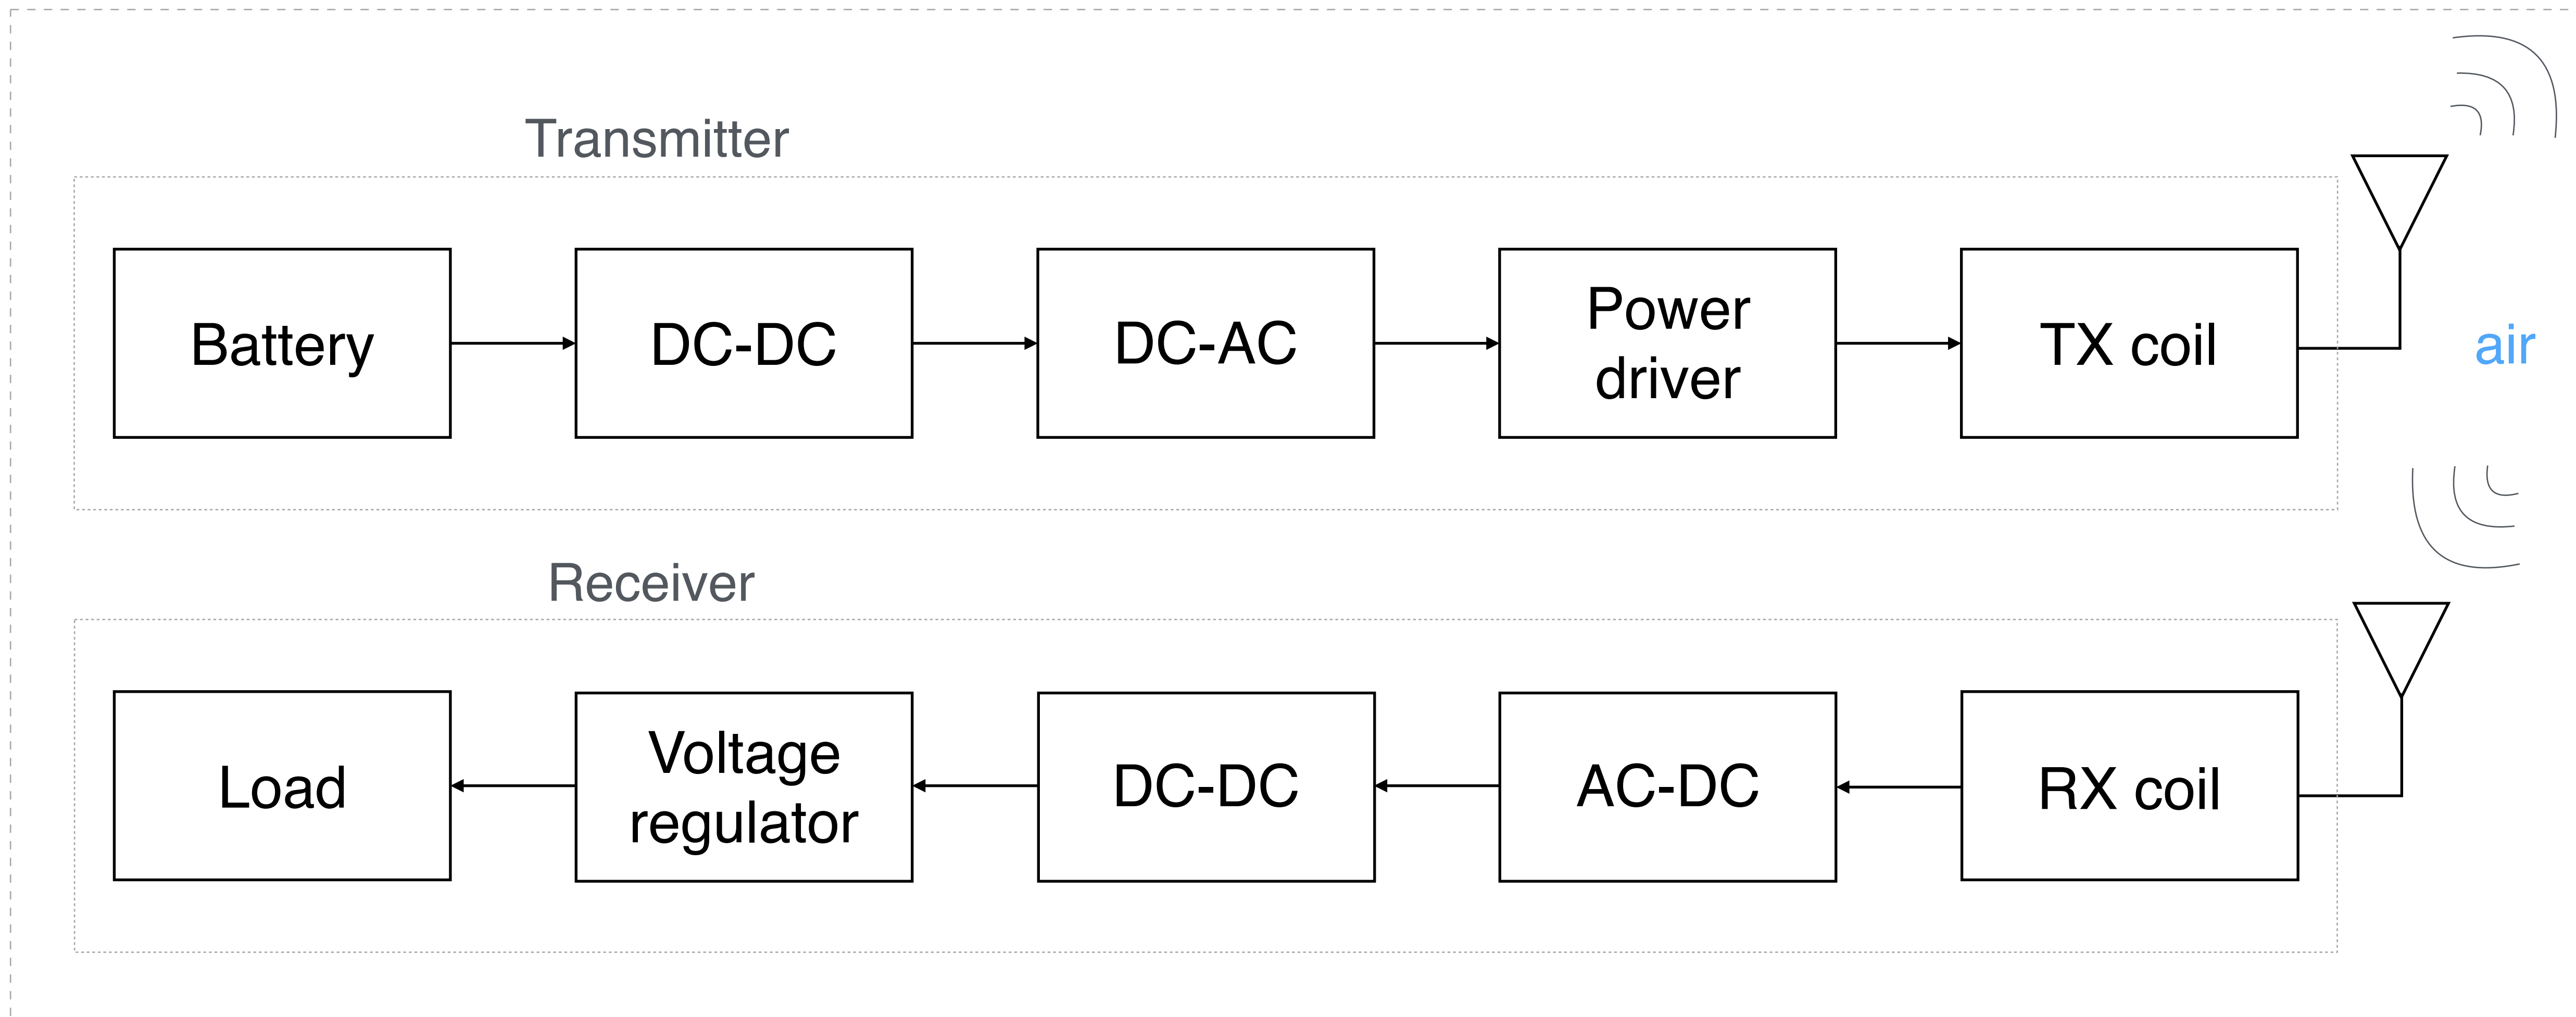 Transmitter
Battery
DC-DC
DC-AC
Power
driver
TX coil
air
Receiver
Load
Voltage
regulator
DC-DC
AC-DC
RX coil